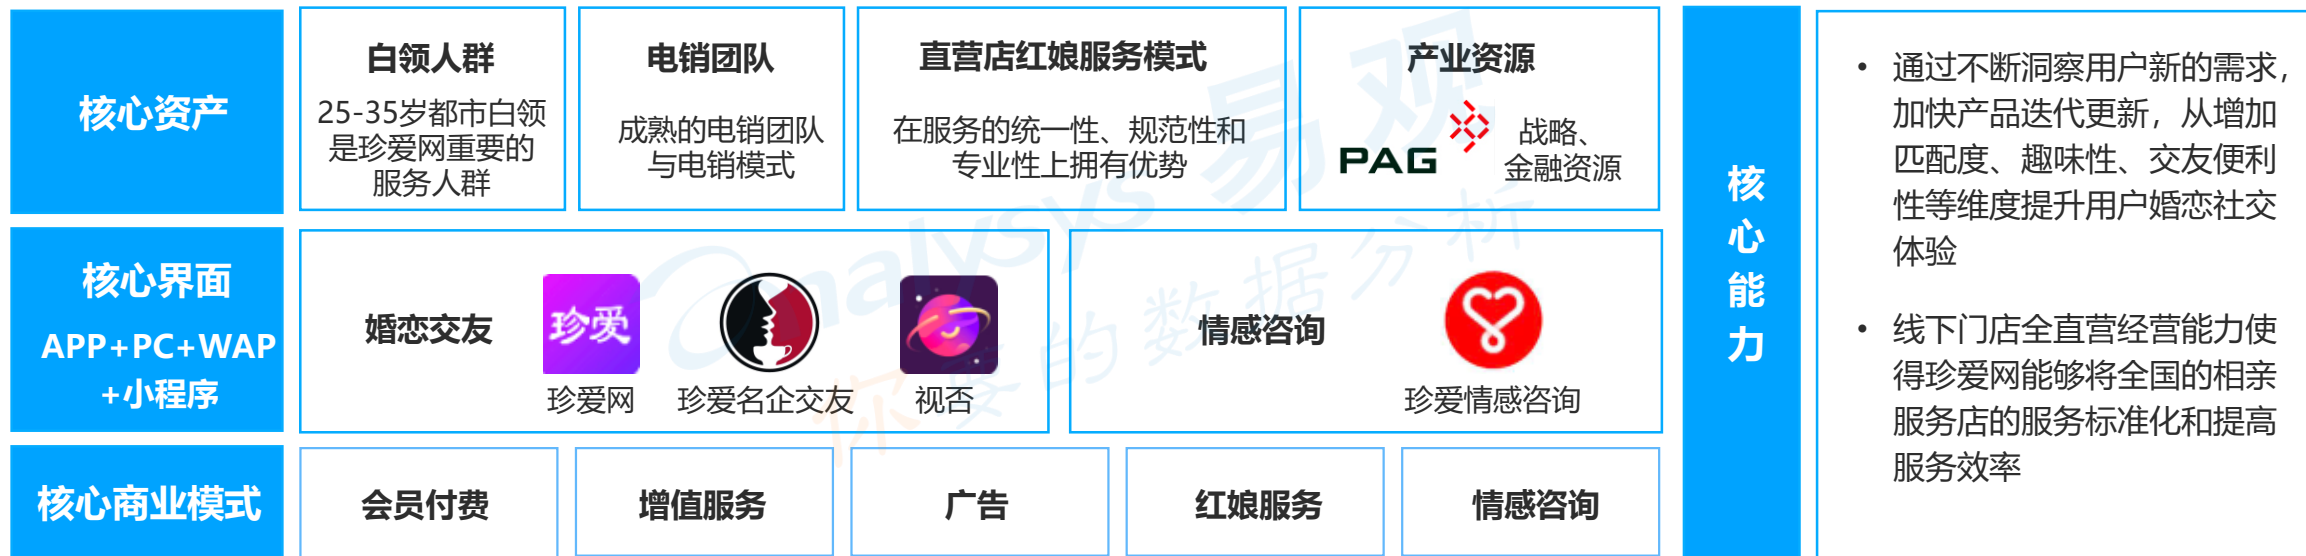 核心资产
白领人群
25-35岁都市白领
是珍爱网重要的
服务人群
电销团队
成熟的电销团队
与电销模式
直营店红娘服务模式
在服务的统一性、规范性和
专业性上拥有优势
产业资源
PAG
战略、
金融资源
核心界面
APP+PC+WAP
+小程序
婚恋交友
珍爱
珍爱网
珍爱名企交友
视否
情感咨询
珍爱情感咨询
核心商业模式
会员付费
增值服务
广告
红娘服务
情感咨询
核
心
能
力
• 通过不断洞察用户新的需求，
加快产品迭代更新，从增加
匹配度、趣味性、交友便利
性等维度提升用户婚恋社交
体验
• 线下门店全直营经营能力使
得珍爱网能够将全国的相亲
服务店的服务标准化和提高
服务效率
analysys 易观
你要的数据分析